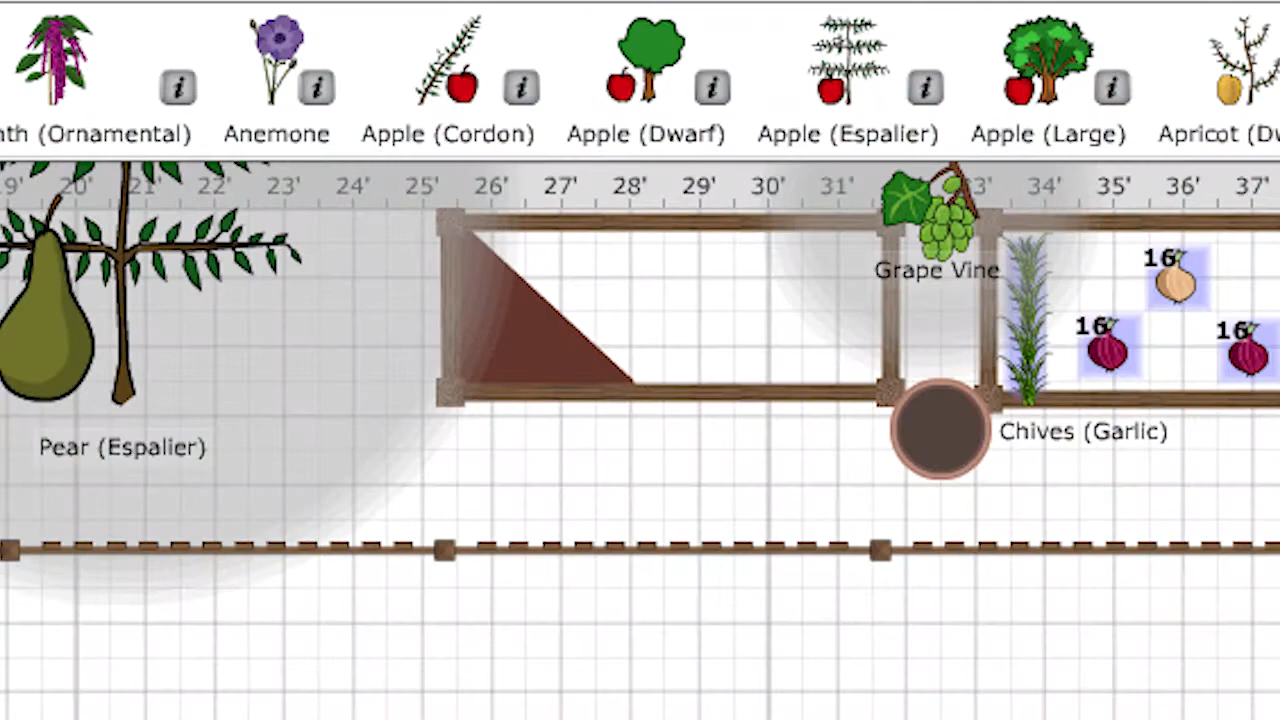 nth (Ornamental) Anemone Apple (Cordon) Apple (Dwarf) Apple (Espalier) Apple (Large) Apricot (Dw
i i i i i i
19' 20' 21' 22' 23' 24' 25' 26' 27' 28' 29' 30' 31' 33' 34' 35' 36' 37'
16
Grape Vine
16 16
Chives (Garlic)
Pear (Espalier)